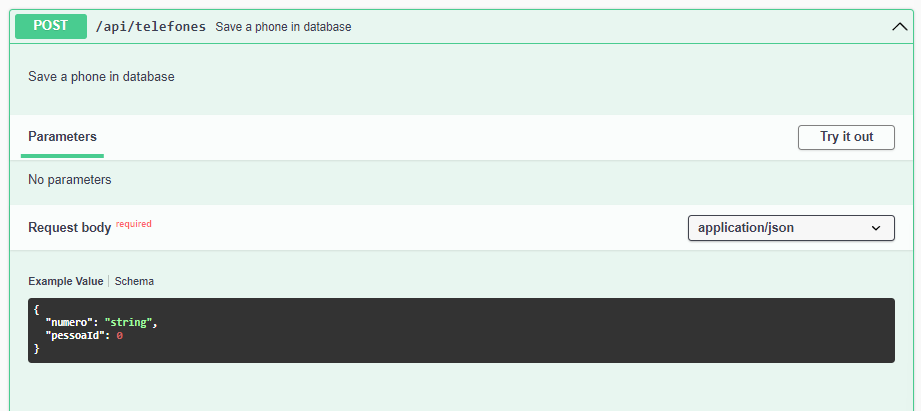 POST /api/telefones Save a phone in database
Save a phone in database
Parameters Try it out
No parameters
Request body required application/json
Example Value Schema
{
"numero": "string",
"pessoaId": 0
}